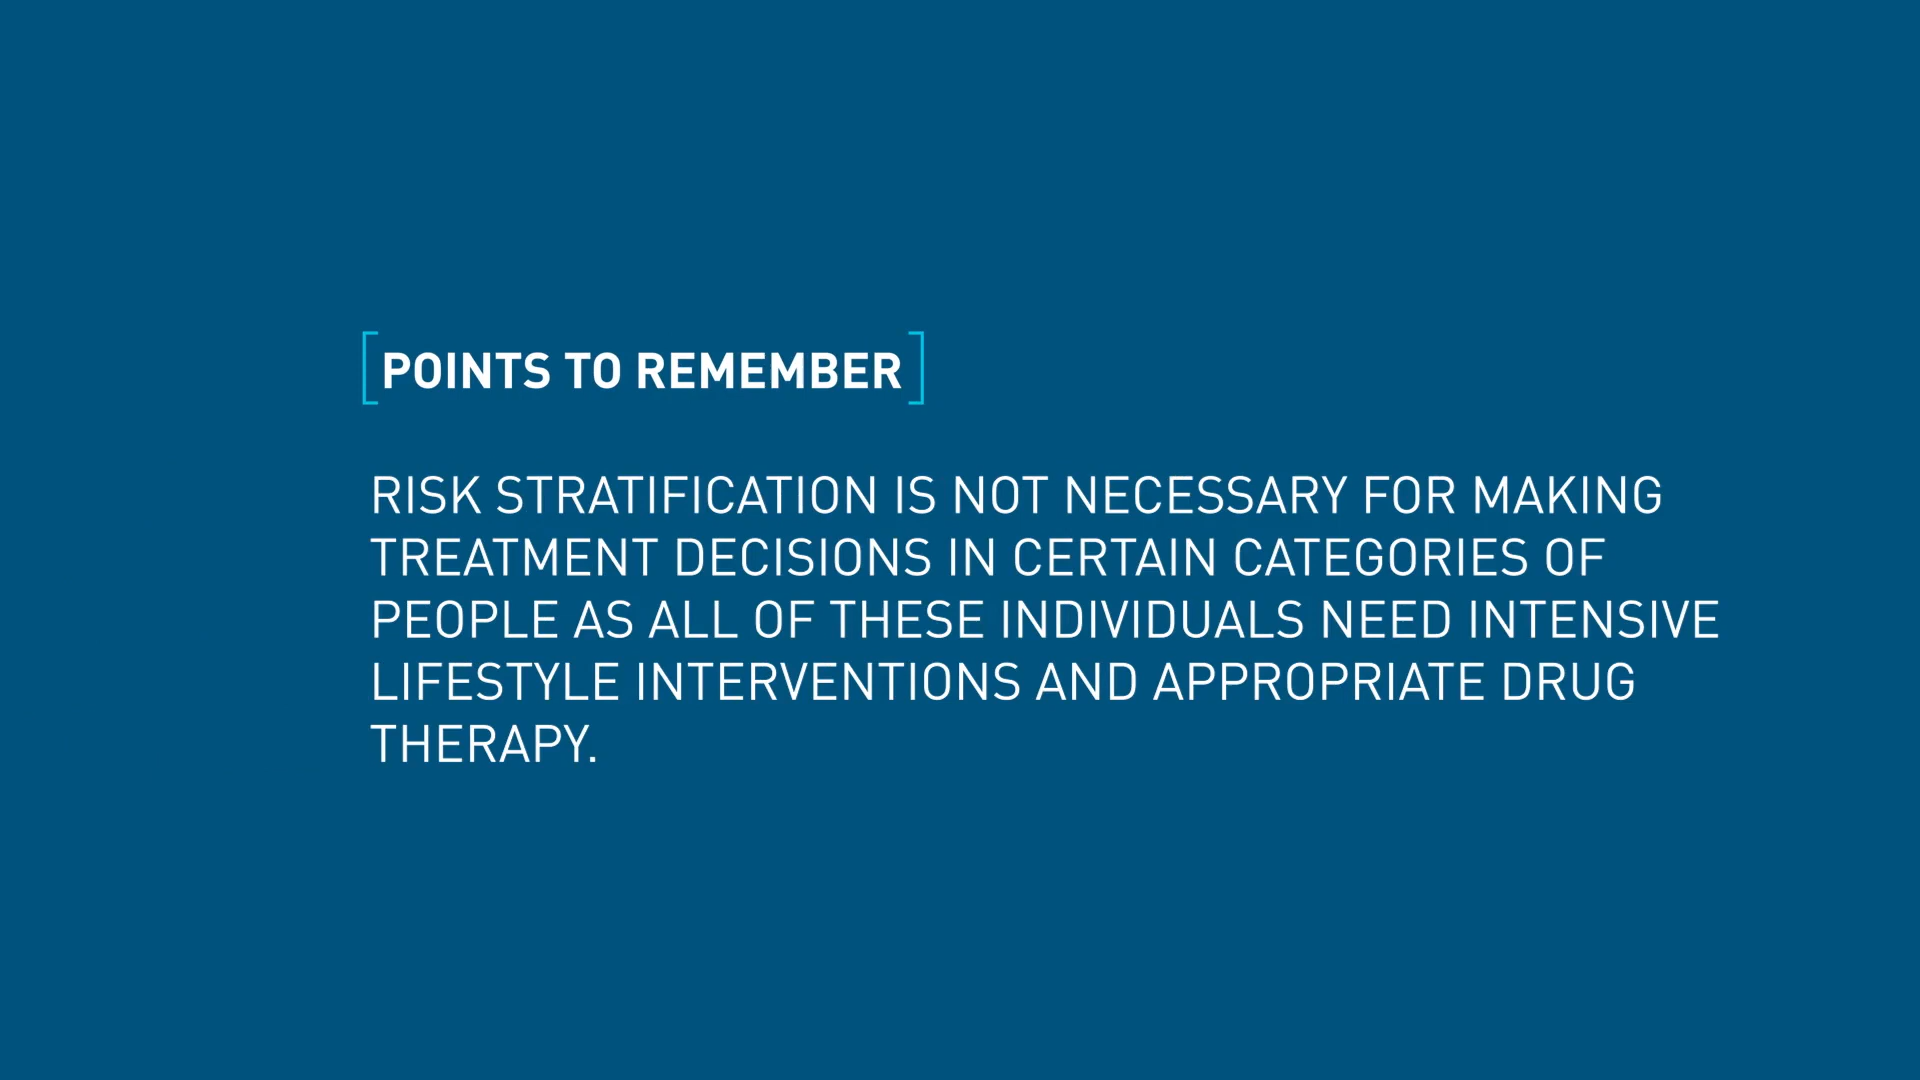 POINTS TO REMEMBER
RISK STRATIFICATION IS NOT NECESSARY FOR MAKING
TREATMENT DECISIONS IN CERTAIN CATEGORIES OF
PEOPLE AS ALL OF THESE INDIVIDUALS NEED INTENSIVE
LIFESTYLE INTERVENTIONS AND APPROPRIATE DRUG
THERAPY.